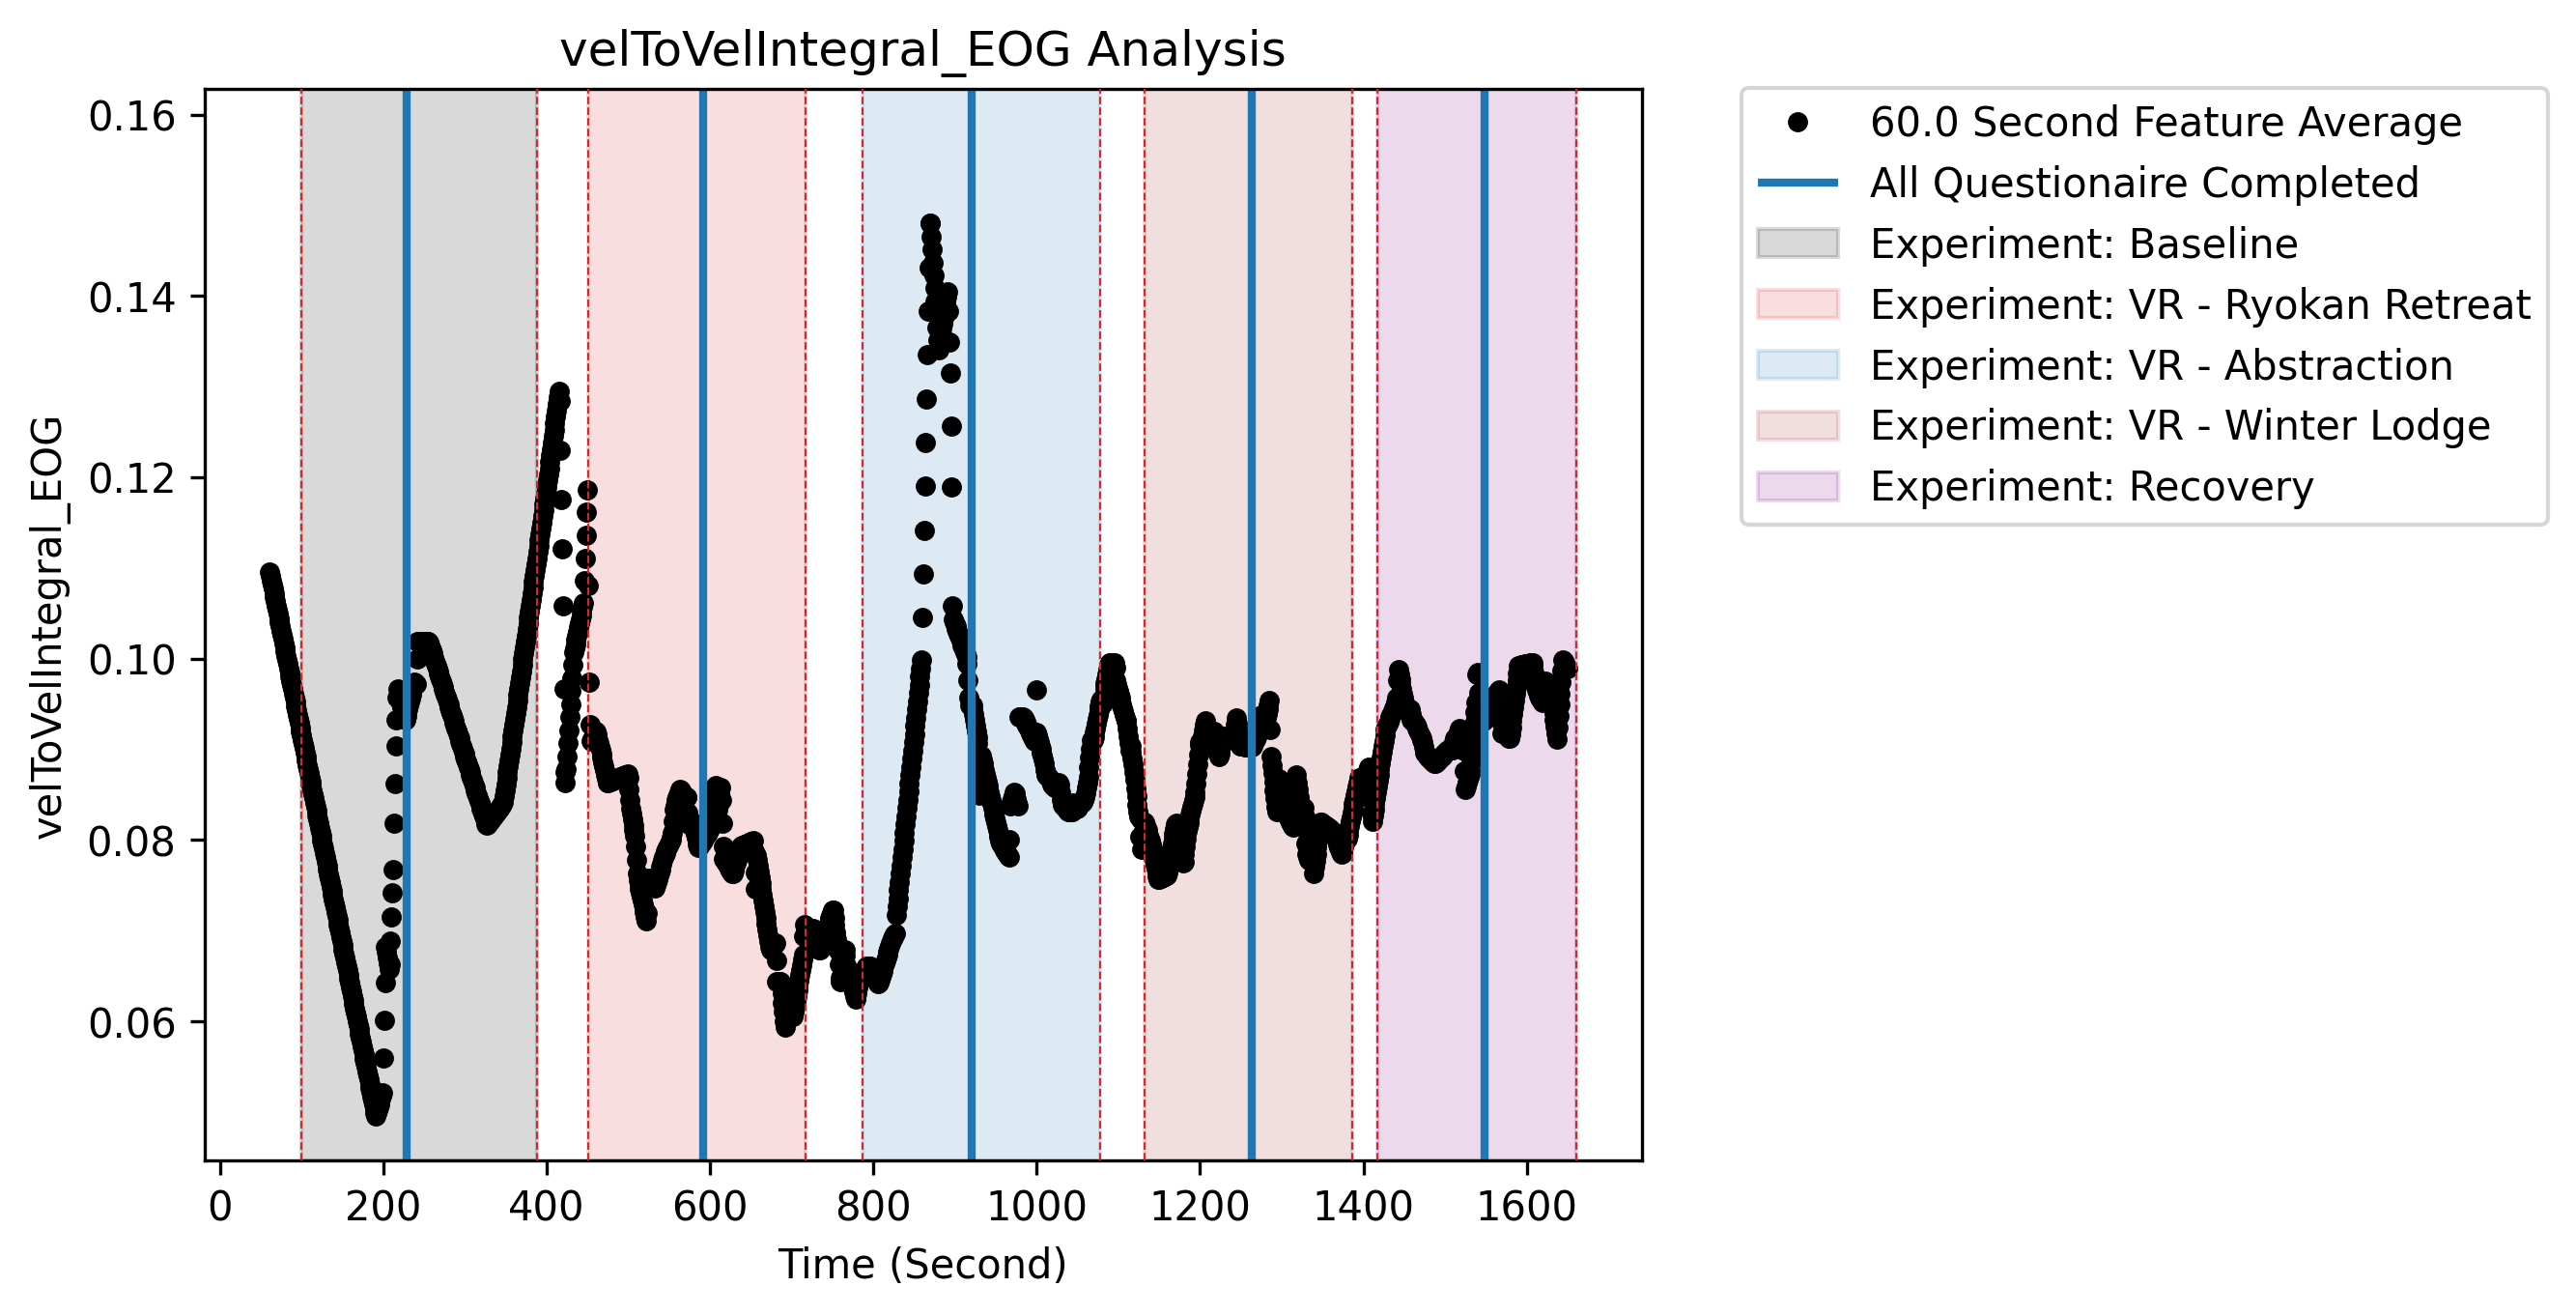 velToVelIntegral_EOG Analysis
velToVelIntegral_EOG
0.16
0.14
0.12
0.10
0.08
0.06
0
200
400
600
800
1000
1200
1400
1600
Time (Second)
60.0 Second Feature Average
All Questionaire Completed
Experiment: Baseline
Experiment: VR - Ryokan Retreat
Experiment: VR - Abstraction
Experiment: VR - Winter Lodge
Experiment: Recovery